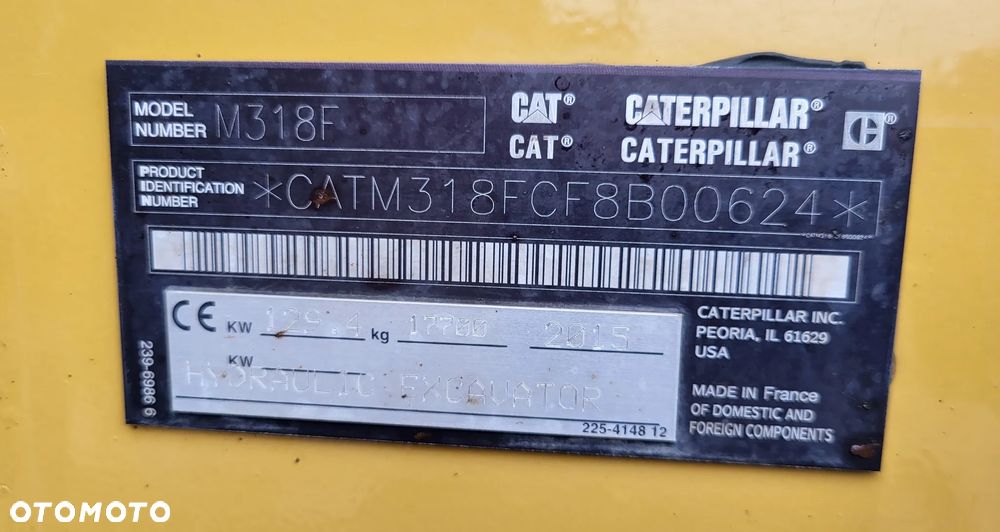 MODEL
NUMBER M318F
CAT® CATERPILLAR®
CAT® CATERPILLAR®
C®
PRODUCT
IDENTIFICATION
NUMBER *CATM318FCF8B00624*
CE KW 129.4 kg 17700 2015
KW
HYDRAULIC EXCAVATOR
225-4148 12
239-6986 6
CATERPILLAR INC.
PEORIA, IL 61629
USA
MADE IN France
OF DOMESTIC AND
FOREIGN COMPONENTS
OTOMOTO